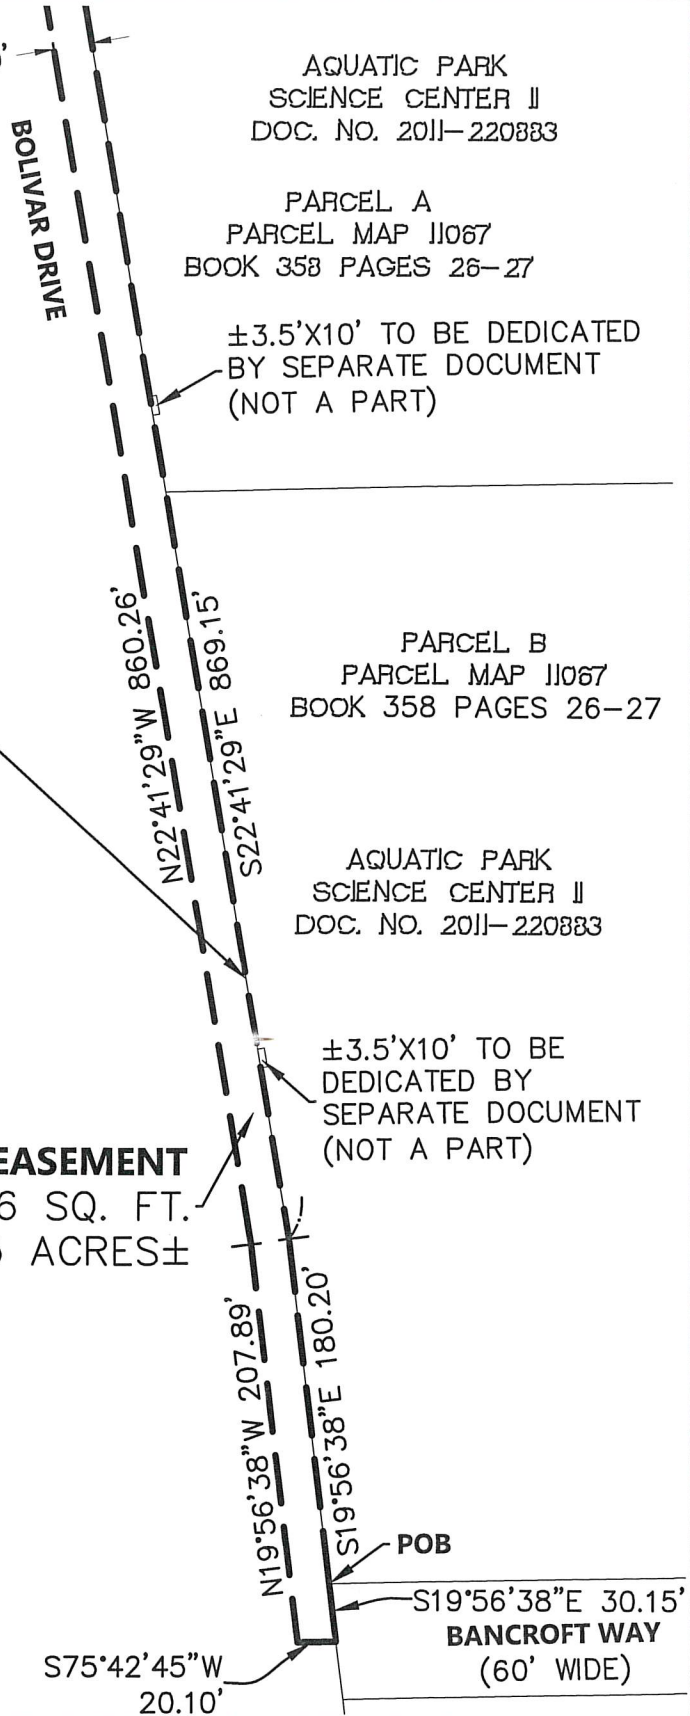 AQUATIC PARK
SCIENCE CENTER II
DOC. NO. 2011-220883
BOLIVAR DRIVE
PARCEL A
PARCEL MAP 11067
BOOK 358 PAGES 26-27
±3.5'X10' TO BE DEDICATED
BY SEPARATE DOCUMENT
(NOT A PART)
N22°41'29"W 860.26'
S22°41'29"E 869.15'
PARCEL B
PARCEL MAP 11067
BOOK 358 PAGES 26-27
AQUATIC PARK
SCIENCE CENTER II
DOC. NO. 2011-220883
±3.5'X10' TO BE
DEDICATED BY
SEPARATE DOCUMENT
(NOT A PART)
EASEMENT
6 SQ. FT.
ACRES±
N19°56'38"W 207.89'
S19°56'38"E 180.20'
POB
S19°56'38"E 30.15'
BANCROFT WAY
(60' WIDE)
S75°42'45"W
20.10'